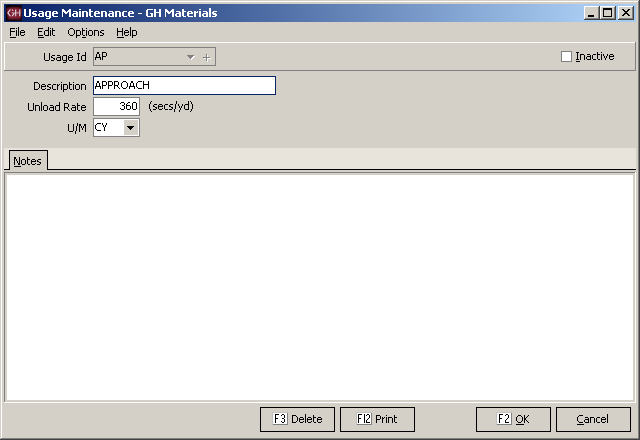 GH Usage Maintenance - GH Materials
File Edit Options Help
Usage Id AP + Inactive
Description APPROACH
Unload Rate 360 (secs/yd)
U/M CY
Notes
F3 Delete F12 Print F2 OK Cancel